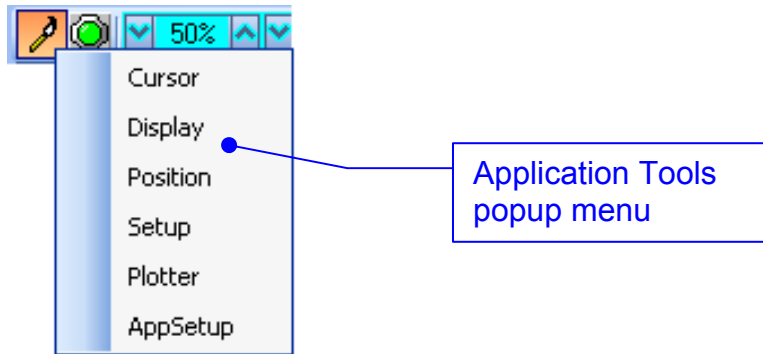 50%
Cursor
Display
Position
Setup
Plotter
AppSetup
Application Tools
popup menu